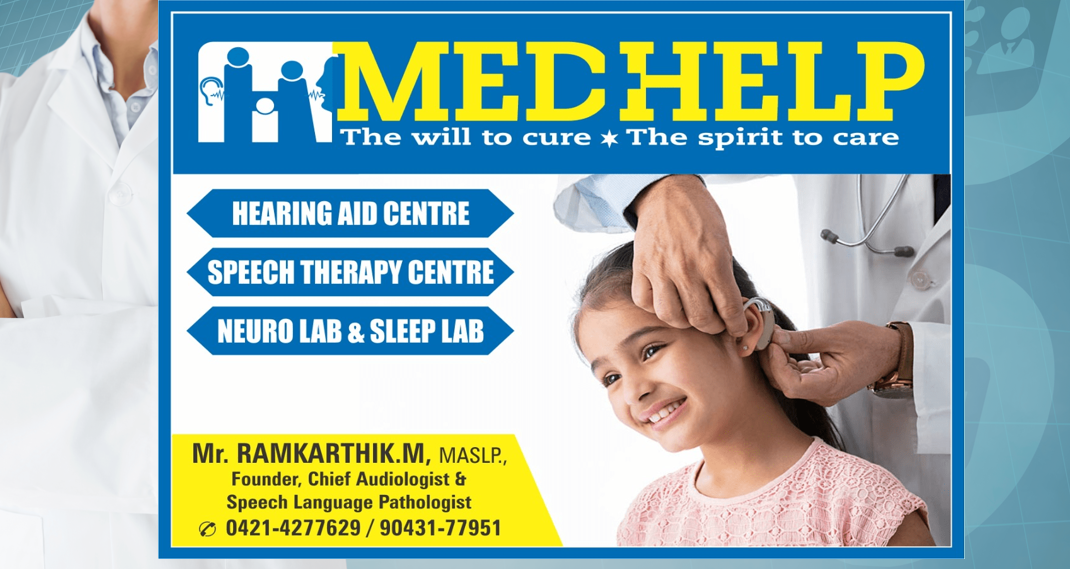 MEDHELP
The will to cure ✶ The spirit to care
HEARING AID CENTRE
SPEECH THERAPY CENTRE
NEURO LAB & SLEEP LAB
Mr. RAMKARTHIK.M, MASLP.,
Founder, Chief Audiologist &
Speech Language Pathologist
✆ 0421-4277629 / 90431-77951